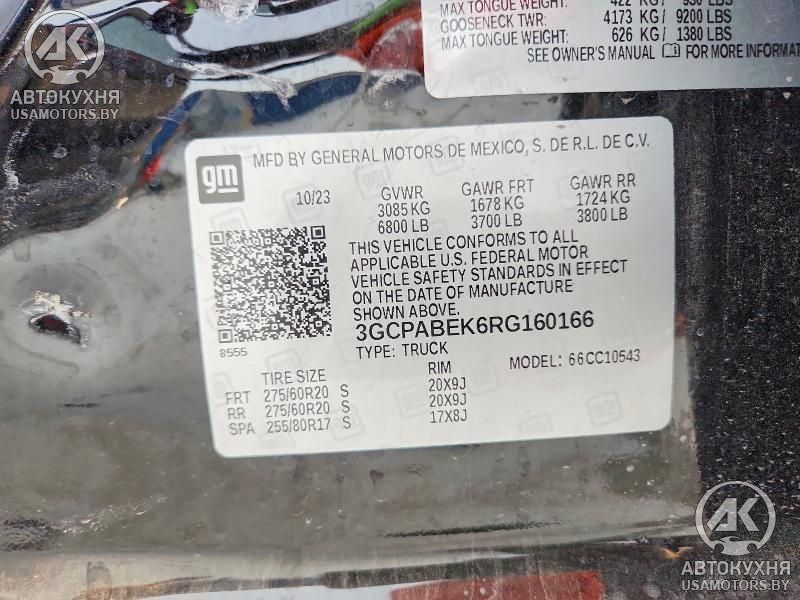 MAX TONGUE WEIGHT: 422 KG / 930 LBS
GOOSENECK TWR: 4173 KG / 9200 LBS
MAX TONGUE WEIGHT: 626 KG / 1380 LBS
SEE OWNER'S MANUAL FOR MORE INFORMAT
AK
АВТОКУХНЯ
USAMOTORS.BY
gm
MFD BY GENERAL MOTORS DE MEXICO, S. DE R.L. DE C.V.
10/23 GVWR GAWR FRT GAWR RR
3085 KG 1678 KG 1724 KG
6800 LB 3700 LB 3800 LB
THIS VEHICLE CONFORMS TO ALL
APPLICABLE U.S. FEDERAL MOTOR
VEHICLE SAFETY STANDARDS IN EFFECT
ON THE DATE OF MANUFACTURE
SHOWN ABOVE.
8555
3GCPABEK6RG160166
TYPE: TRUCK MODEL: 66CC10543
TIRE SIZE RIM
FRT 275/60R20 S 20X9J
RR 275/60R20 S 20X9J
SPA 255/80R17 S 17X8J
AK
АВТОКУХНЯ
USAMOTORS.BY